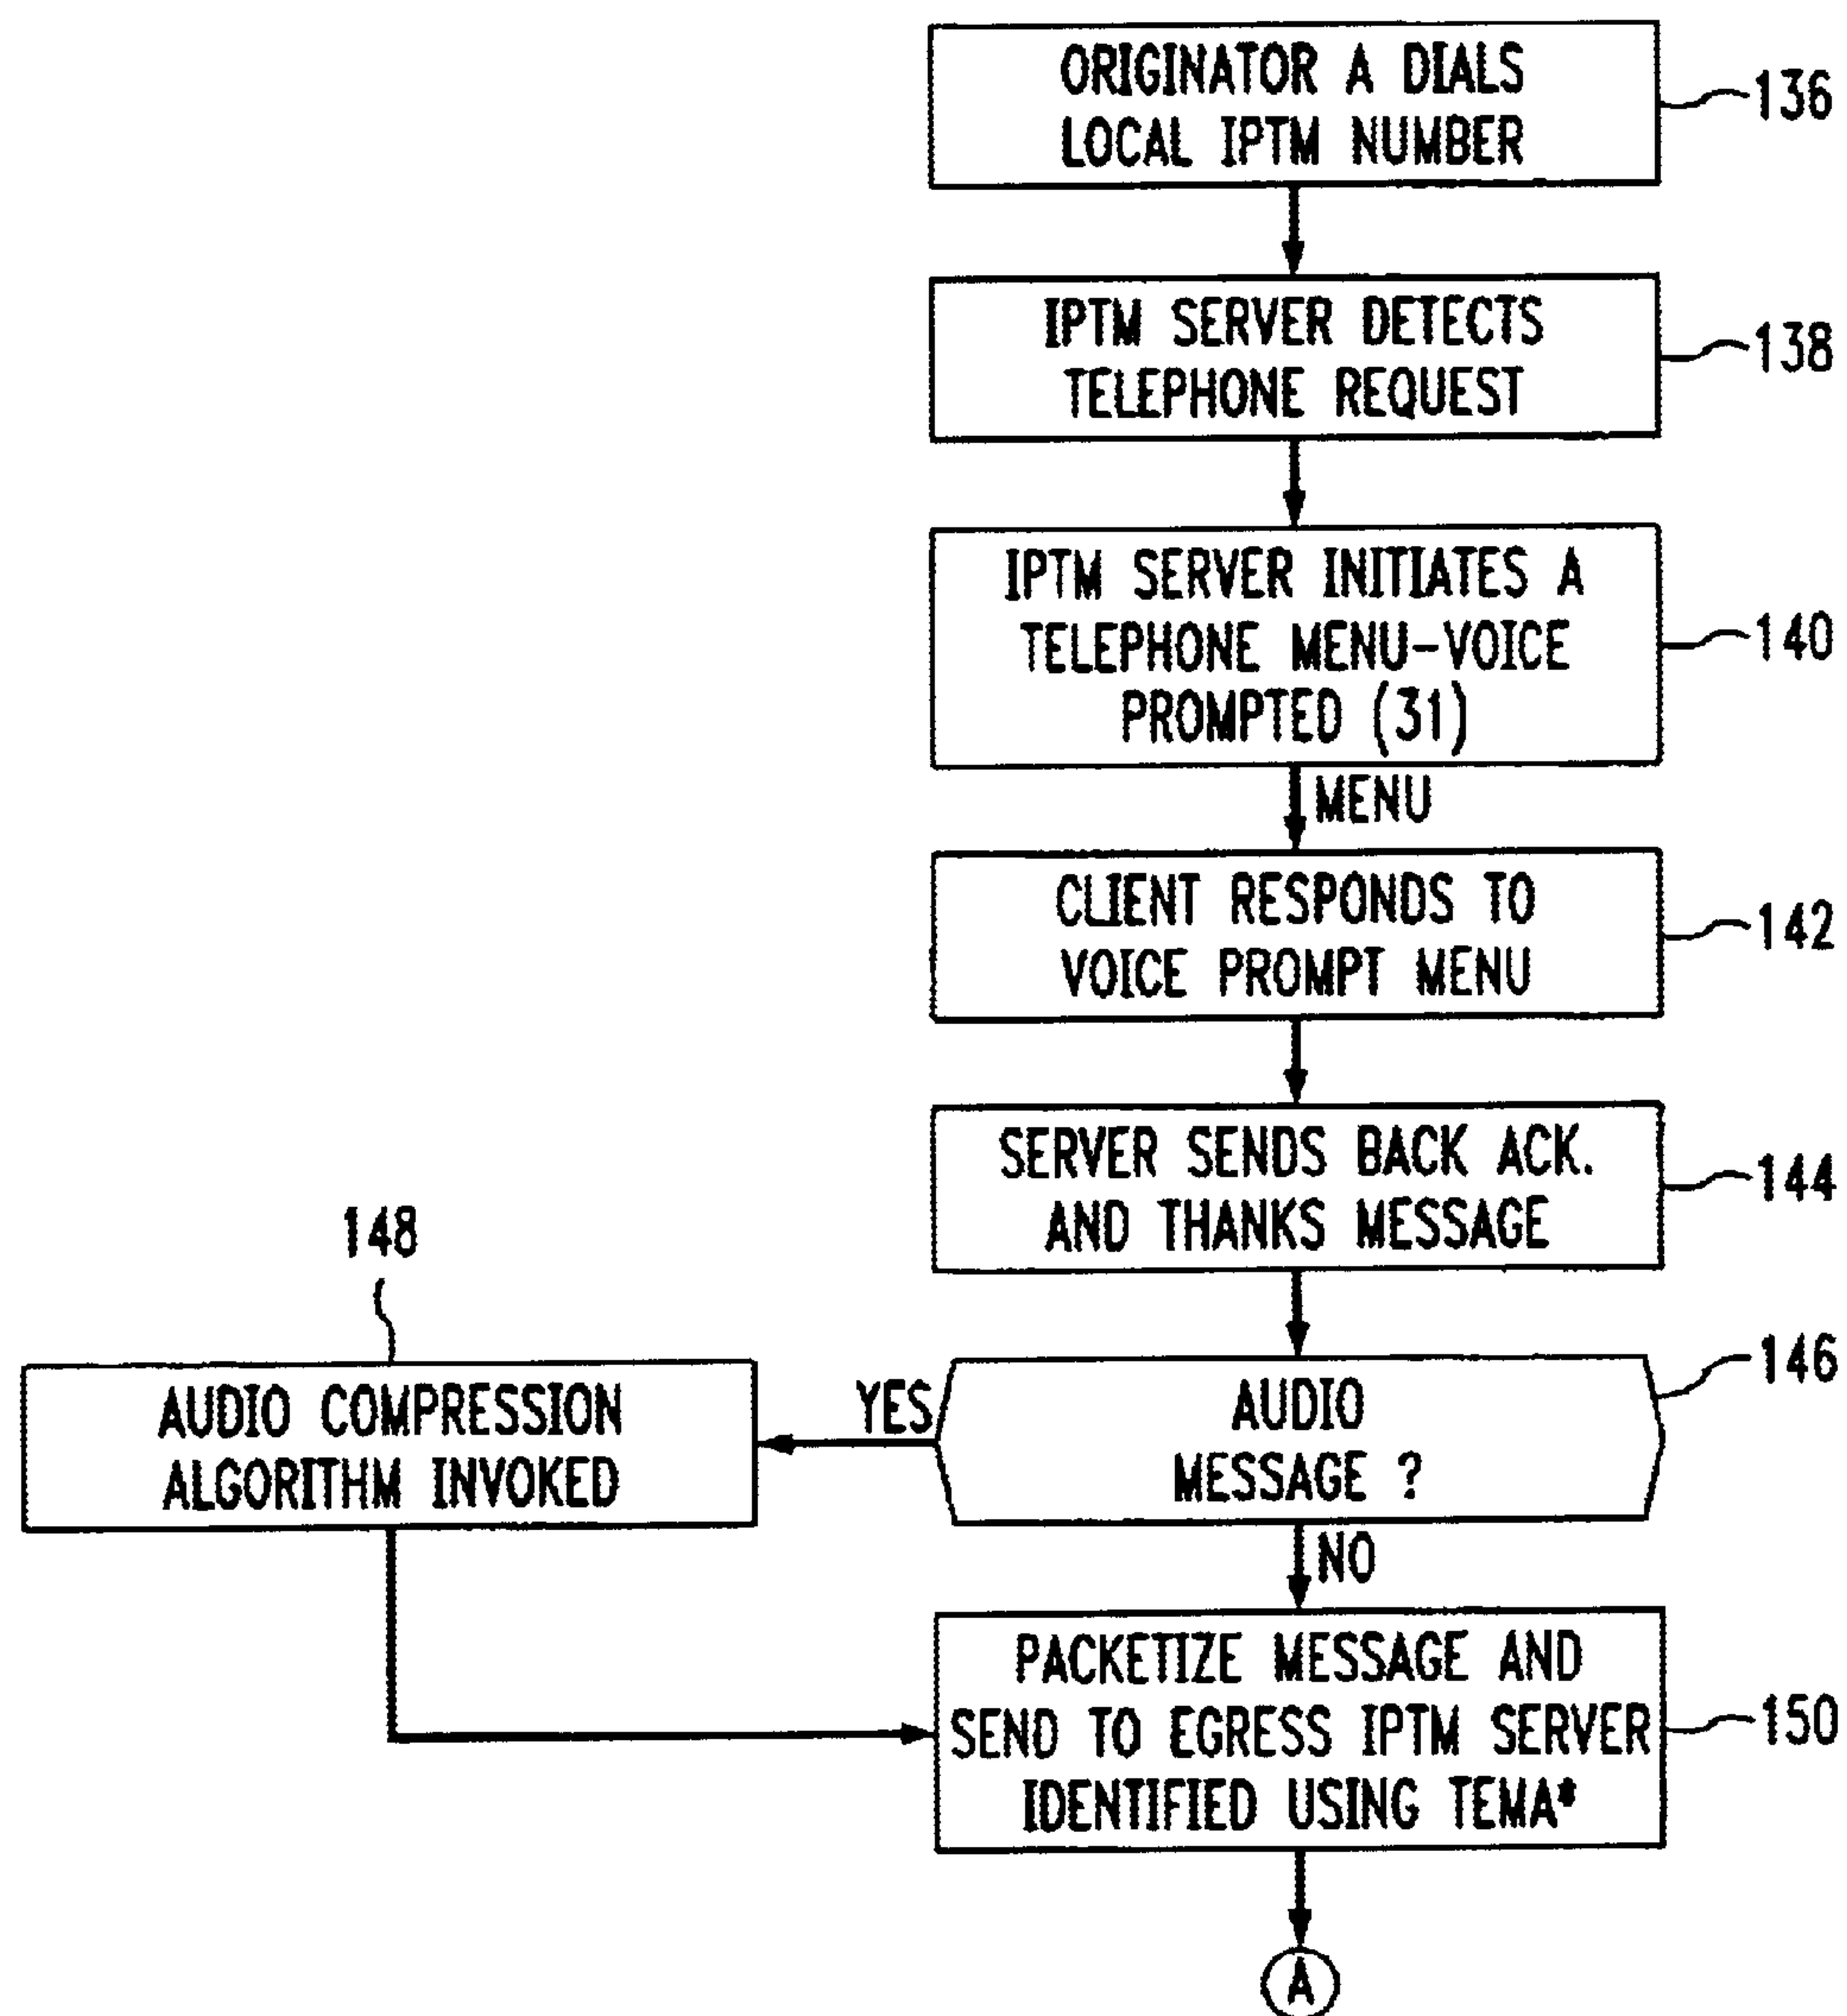 ORIGINATOR A DIALS
LOCAL IPTM NUMBER
136
IPTM SERVER DETECTS
TELEPHONE REQUEST
138
IPTM SERVER INITIATES A
TELEPHONE MENU-VOICE
PROMPTED (31)
140
MENU
CLIENT RESPONDS TO
VOICE PROMPT MENU
142
SERVER SENDS BACK ACK.
AND THANKS MESSAGE
144
148
AUDIO COMPRESSION
ALGORITHM INVOKED
YES
AUDIO
MESSAGE ?
146
NO
PACKETIZE MESSAGE AND
SEND TO EGRESS IPTM SERVER
IDENTIFIED USING TEMA*
150
A